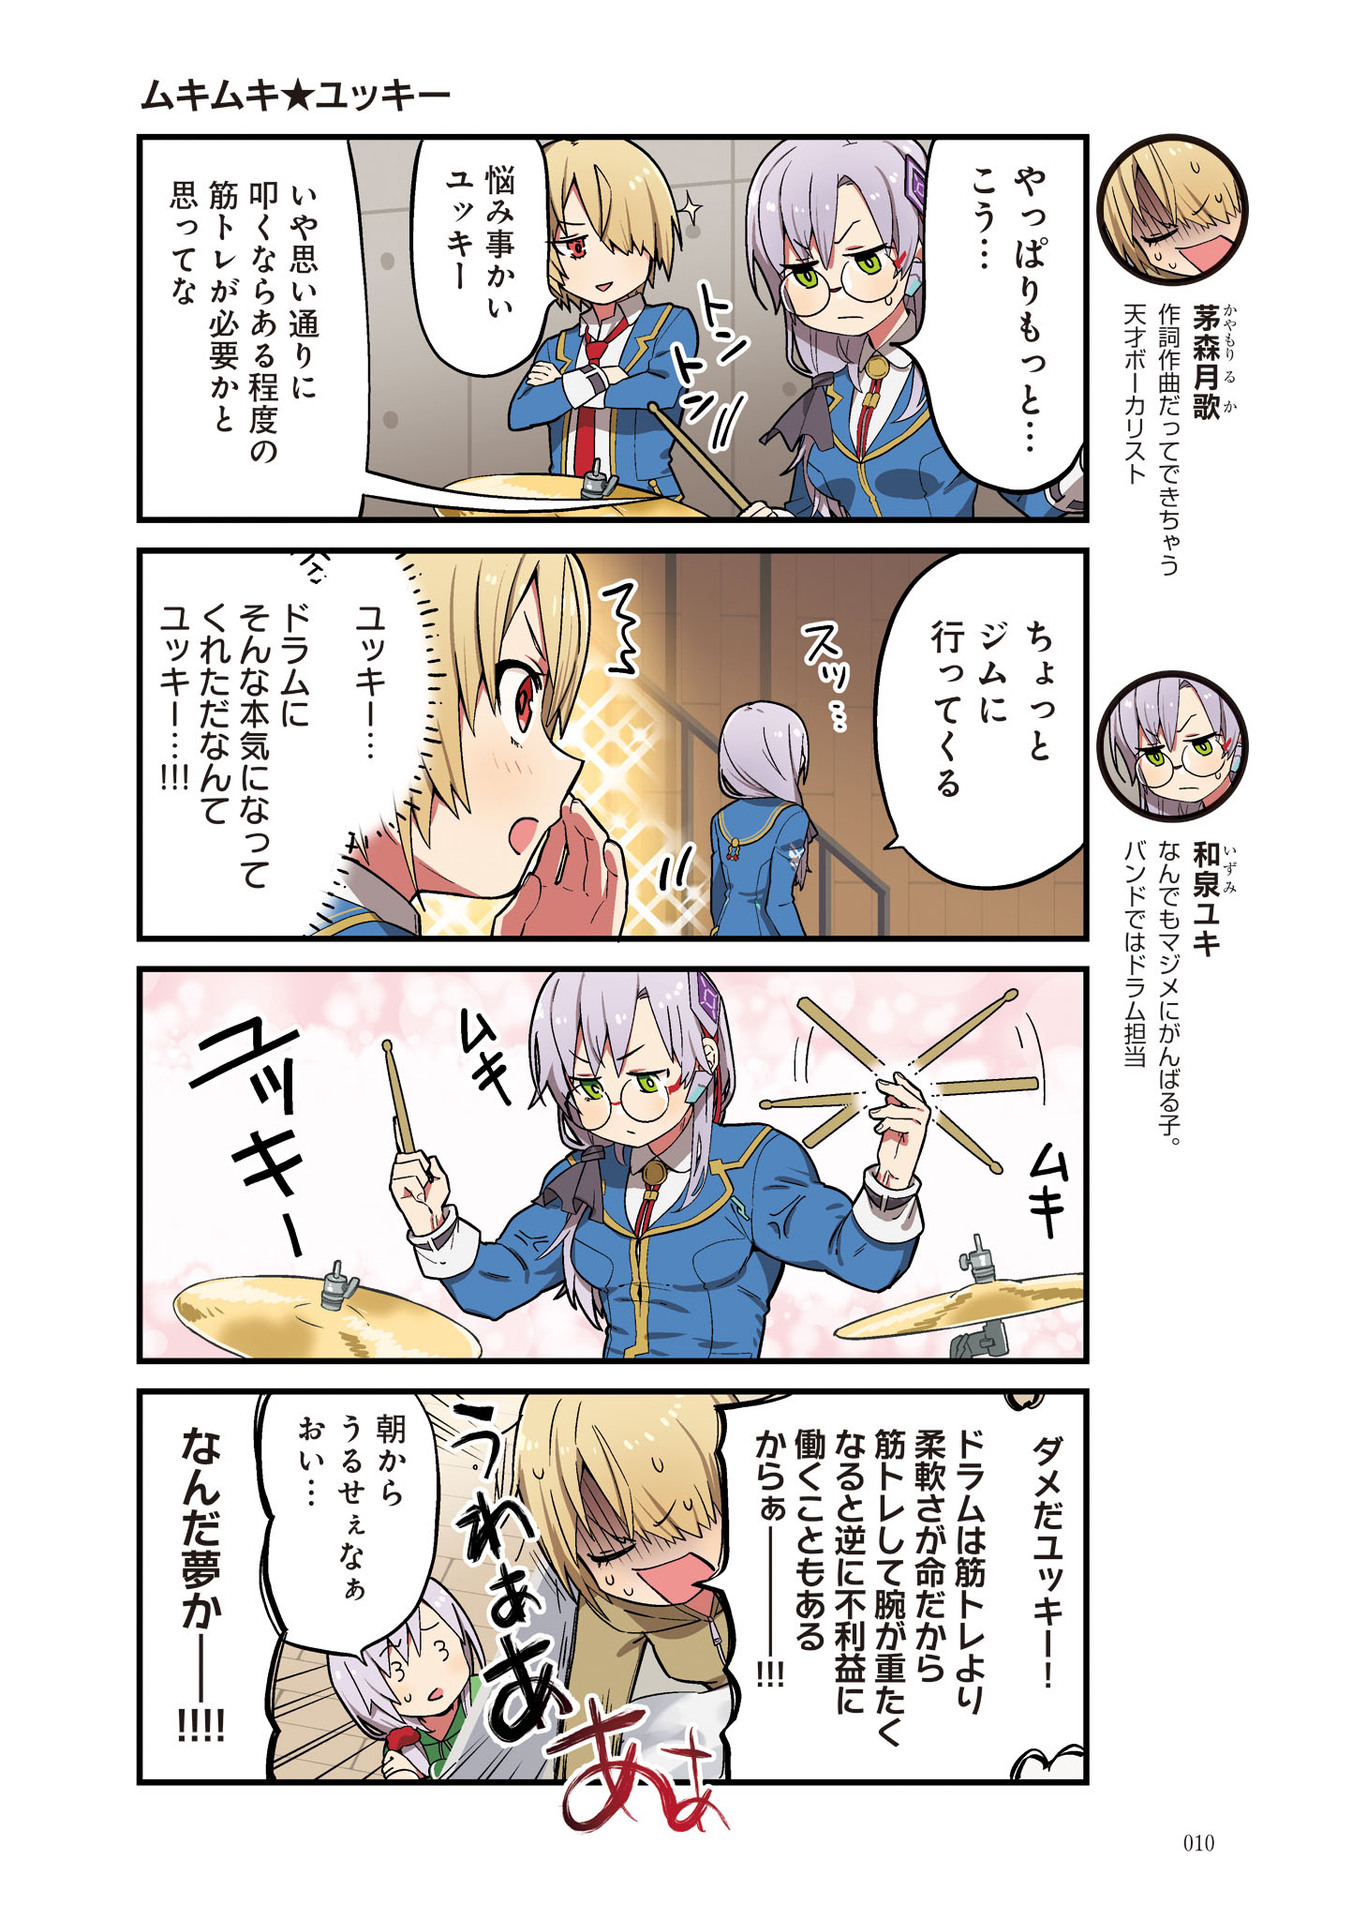 ムキムキ★ユッキー
やっぱりもっと…
こう…
悩み事かい
ユッキー
トン
トン
いや思い通りに
叩くならある程度の
筋トレが必要かと
思ってな
ちょっと
ジムに
行ってくる
スッ…
ユッキー…
ドラムに
そんな本気になって
くれただなんて
ユッキー…!!!
ムキ
ムキ
ユッキー
ダメだユッキー!
ドラムは筋トレより
柔軟さが命だから
筋トレして腕が重たく
なると逆に不利益に
働くこともある
からぁ――――!!!
うわぁぁあ
あぁ
朝から
うるせぇなぁ
おい…
なんだ夢か――!!!!
かやもり るか
茅森月歌
作詞作曲だってできちゃう
天才ボーカリスト
いずみ
和泉ユキ
なんでもマジメにがんばる子。
バンドではドラム担当
010